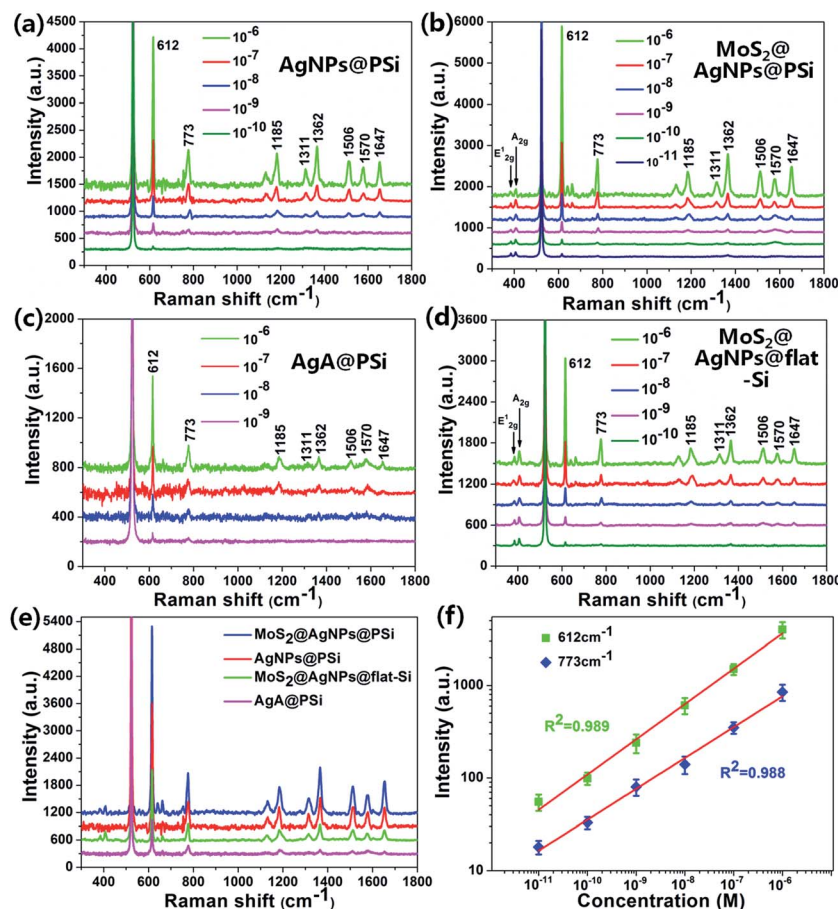 (a)
4500
4000
3500
3000
2500
2000
1500
1000
500
0
Intensity (a.u.)
10-6
10-7
10-8
10-9
10-10
AgNPs@PSi
612
773
1185
1311
1362
1506
1570
1647
400 600 800 1000 1200 1400 1600 1800
Raman shift (cm-1)
(b)
6000
5000
4000
3000
2000
1000
0
Intensity (a.u.)
10-6
10-7
10-8
10-9
10-10
10-11
MoS2@
AgNPs@PSi
E12g
A2g
612
773
1185
1311
1362
1506
1570
1647
400 600 800 1000 1200 1400 1600 1800
Raman shift (cm-1)
(c)
2000
1600
1200
800
400
0
Intensity (a.u.)
10-6
10-7
10-8
10-9
AgA@PSi
612
773
1185
1311
1362
1506
1570
1647
400 600 800 1000 1200 1400 1600 1800
Raman shift (cm-1)
(d)
3600
3000
2400
1800
1200
600
0
Intensity (a.u.)
10-6
10-7
10-8
10-9
10-10
MoS2@
AgNPs@flat
-Si
E12g
A2g
612
773
1185
1311
1362
1506
1570
1647
400 600 800 1000 1200 1400 1600 1800
Raman shift (cm-1)
(e)
5400
4800
4200
3600
3000
2400
1800
1200
600
0
Intensity (a.u.)
MoS2@AgNPs@PSi
AgNPs@PSi
MoS2@AgNPs@flat-Si
AgA@PSi
400 600 800 1000 1200 1400 1600 1800
Raman shift (cm-1)
(f)
1000
100
10
Intensity (a.u.)
612cm-1
773cm-1
R2=0.989
R2=0.988
10-11 10-10 10-9 10-8 10-7 10-6 10-5
Concentration (M)